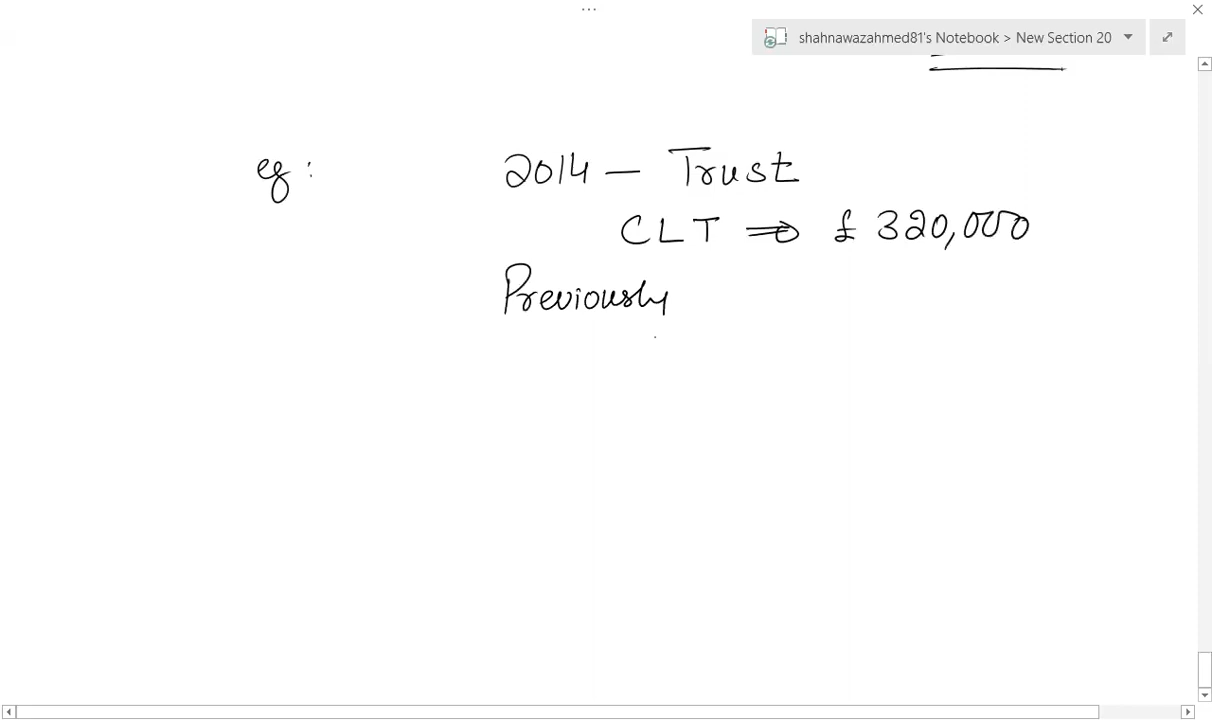 ...
shahnawazahmed81's Notebook > New Section 20
eg: 2014 — Trust
CLT ⇒ £ 320,000
Previously